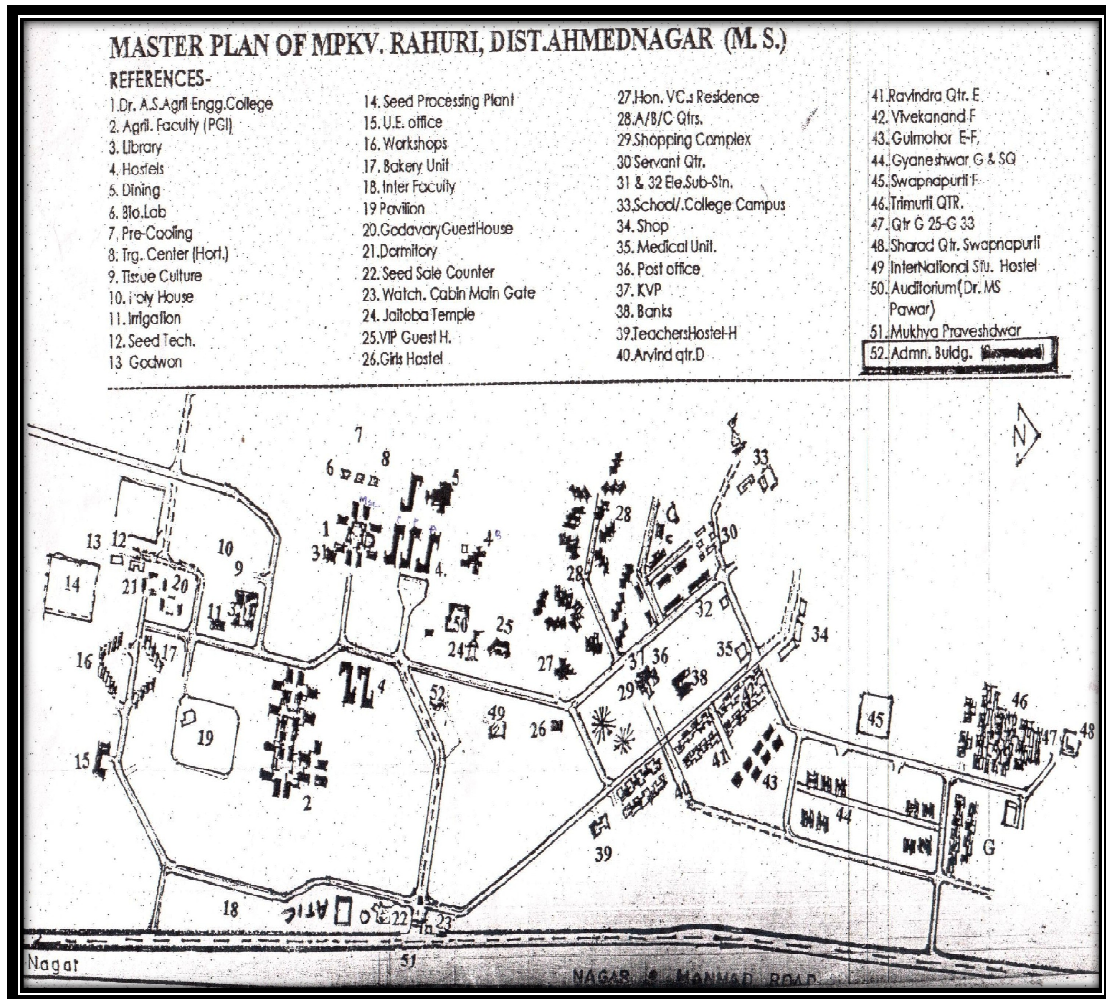 MASTER PLAN OF MPKV. RAHURI, DIST.AHMEDNAGAR (M. S.)
REFERENCES-
1.Dr. A.S.Agril Engg.College
2. Agril. Faculty (PGI)
3. Library
4. Hostels
5. Dining
6. Bio.Lab
7. Pre-Cooling
8. Trg. Center (Hort.)
9. Tissue Culture
10. Poly House
11. Irrigation
12. Seed Tech.
13 Godwon
14. Seed Processing Plant
15. U.E. office
16. Workshops
17. Bakery Unit
18. Inter Faculty
19 Pavilion
20.GodavaryGuestHouse
21.Dormitory
22.Seed Sale Counter
23. Watch. Cabin Main Gate
24. Jaitoba Temple
25.VIP Guest H.
26.Girls Hostel
27.Hon. VC.s Residence
28.A/B/C Qtrs.
29.Shopping Complex
30 Servant Qtr.
31 & 32 Ele.Sub-Stn.
33.School/.College Campus
34. Shop
35. Medical Unit.
36. Post office
37. KVP
38. Banks
39.TeachersHostel-H
40.Arvind qtr.D
41.Ravindra Qtr. E
42. Vivekanand F
43. Gulmohor E-F,
44. Gyaneshwar G & SQ
45. Swapnapurti F
46. Trimurti QTR.
47. Qtr G 25-G 33
48. Sharad Qtr. Swapnapurti
49 InterNational Stu. Hostel
50. Auditorium(Dr. MS
Pawar)
51. Mukhya Praveshdwar
52. Admn. Buldg.
N
7
8
6
5
33
1
31
4
4
28
30
10
9
13
12
14
21
20
11
3
28
32
50
24
25
35
34
16
17
27
37
36
29
38
4
52
49
26
19
45
46
47
48
15
2
41
43
40
44
39
G
18
ATIC
22
23
51
Nagar
NAGAR MANMAD ROAD